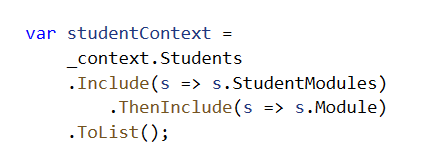 var studentContext =
    _context.Students
    .Include(s => s.StudentModules)
        .ThenInclude(s => s.Module)
    .ToList();